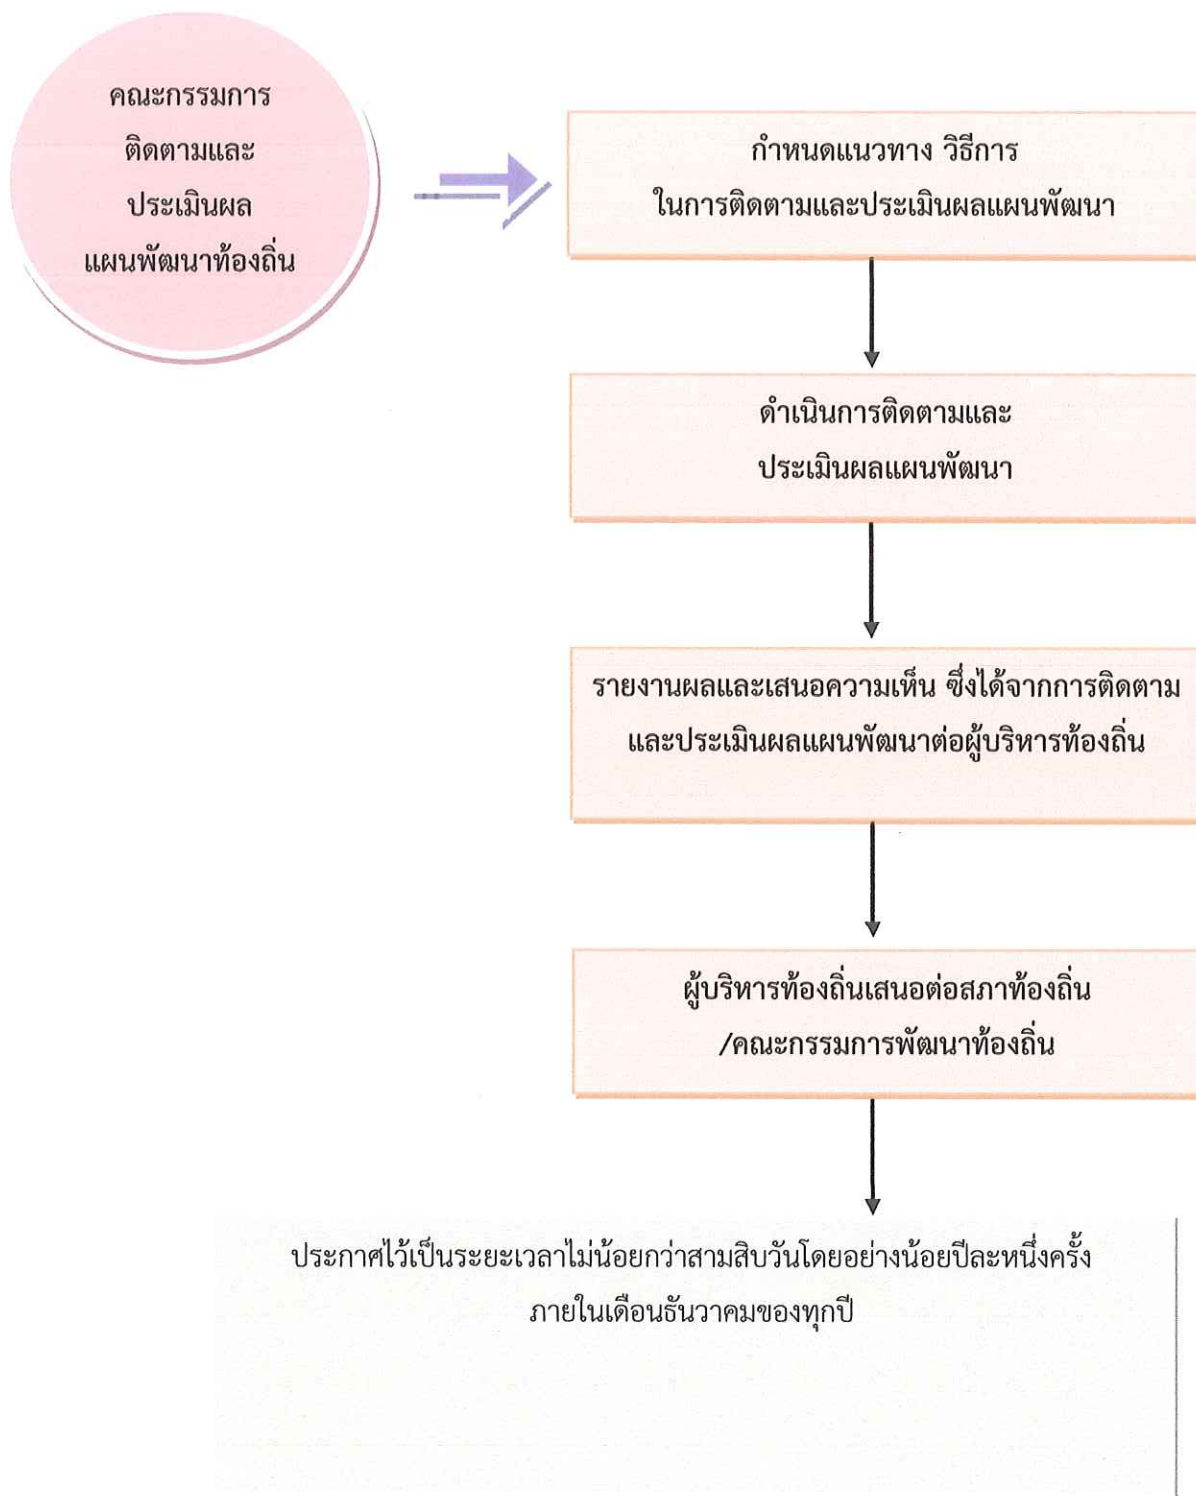 คณะกรรมการ
ติดตามและ
ประเมินผล
แผนพัฒนาท้องถิ่น
กำหนดแนวทาง วิธีการ
ในการติดตามและประเมินผลแผนพัฒนา
ดำเนินการติดตามและ
ประเมินผลแผนพัฒนา
รายงานผลและเสนอความเห็น ซึ่งได้จากการติดตาม
และประเมินผลแผนพัฒนาต่อผู้บริหารท้องถิ่น
ผู้บริหารท้องถิ่นเสนอต่อสภาท้องถิ่น
/คณะกรรมการพัฒนาท้องถิ่น
ประกาศไว้เป็นระยะเวลาไม่น้อยกว่าสามสิบวันโดยอย่างน้อยปีละหนึ่งครั้ง
ภายในเดือนธันวาคมของทุกปี